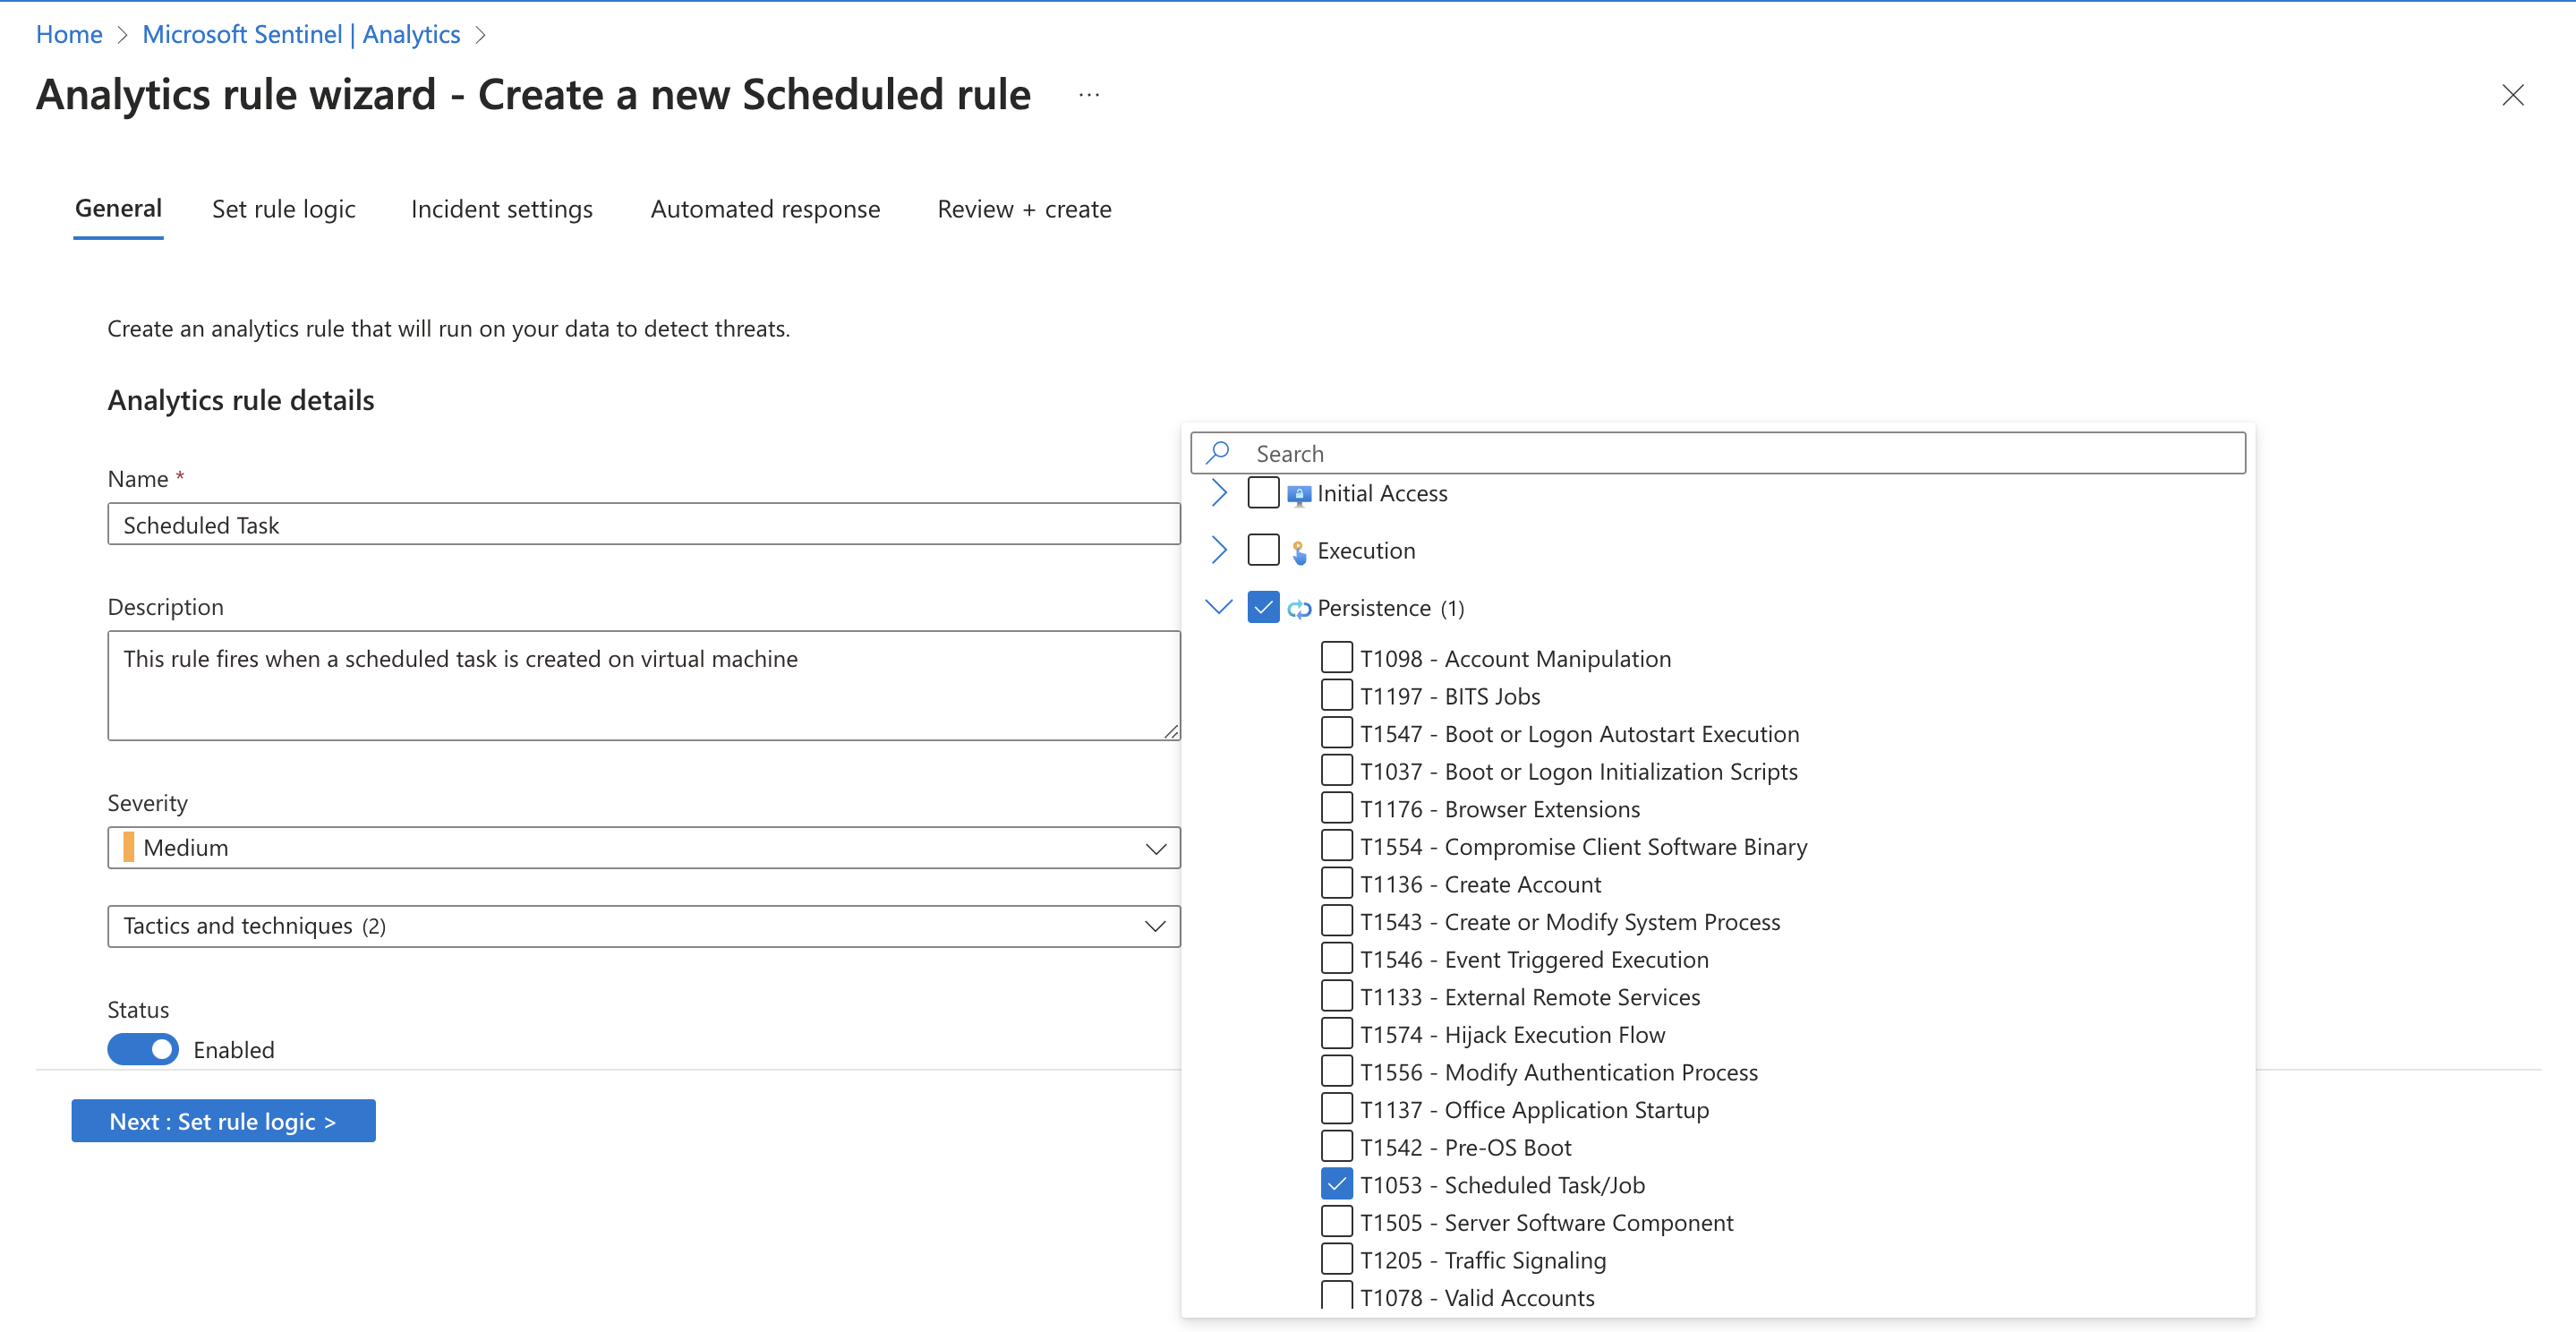 Home > Microsoft Sentinel | Analytics >
Analytics rule wizard - Create a new Scheduled rule ...
General Set rule logic Incident settings Automated response Review + create
Create an analytics rule that will run on your data to detect threats.
Analytics rule details
Name *
Scheduled Task
Description
This rule fires when a scheduled task is created on virtual machine
Severity
Medium
Tactics and techniques (2)
Status
Enabled
Next : Set rule logic >
Search
Initial Access
Execution
Persistence (1)
T1098 - Account Manipulation
T1197 - BITS Jobs
T1547 - Boot or Logon Autostart Execution
T1037 - Boot or Logon Initialization Scripts
T1176 - Browser Extensions
T1554 - Compromise Client Software Binary
T1136 - Create Account
T1543 - Create or Modify System Process
T1546 - Event Triggered Execution
T1133 - External Remote Services
T1574 - Hijack Execution Flow
T1556 - Modify Authentication Process
T1137 - Office Application Startup
T1542 - Pre-OS Boot
T1053 - Scheduled Task/Job
T1505 - Server Software Component
T1205 - Traffic Signaling
T1078 - Valid Accounts